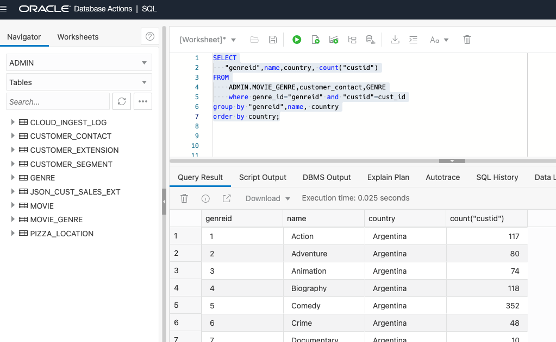 ORACLE Database Actions | SQL
Navigator Worksheets
[Worksheet]* Aa
ADMIN
Tables
Search...
CLOUD_INGEST_LOG
CUSTOMER_CONTACT
CUSTOMER_EXTENSION
CUSTOMER_SEGMENT
GENRE
JSON_CUST_SALES_EXT
MOVIE
MOVIE_GENRE
PIZZA_LOCATION
1 SELECT
2 "genreid",name,country, count("custid")
3 FROM
4 ADMIN.MOVIE_GENRE,customer_contact,GENRE
5 where genre_id="genreid" and "custid"=cust_id
6 group by "genreid",name, country
7 order by country;
8
9
10
11
Query Result Script Output DBMS Output Explain Plan Autotrace SQL History Data L
Download Execution time: 0.025 seconds
genreid name country count("custid")
1 1 Action Argentina 117
2 2 Adventure Argentina 80
3 3 Animation Argentina 74
4 4 Biography Argentina 118
5 5 Comedy Argentina 352
6 6 Crime Argentina 48
7 7 Documentary Argentina 10